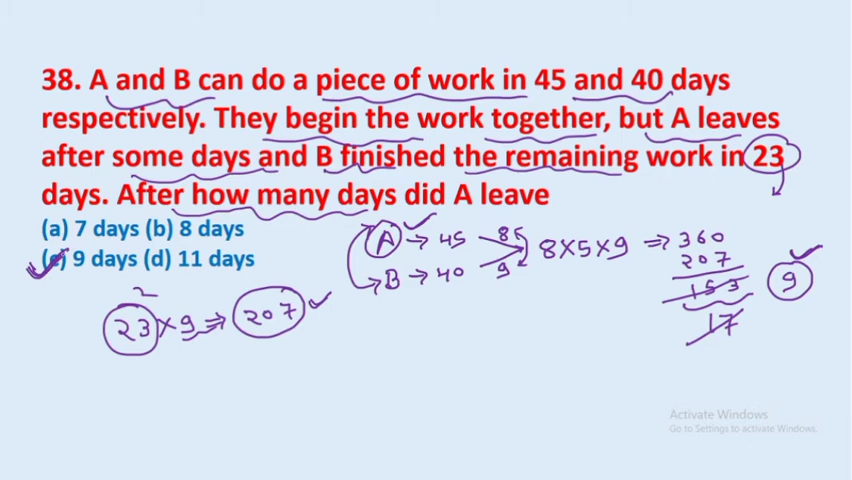 38. A and B can do a piece of work in 45 and 40 days
respectively. They begin the work together, but A leaves
after some days and B finished the remaining work in 23
days. After how many days did A leave
(a) 7 days (b) 8 days
(c) 9 days (d) 11 days
A → 45 8 5
B → 40 9
8×5×9 ⇒ 360
207
153
17
9
2
23 × 9 ⇒ 207
Activate Windows
Go to Settings to activate Windows.